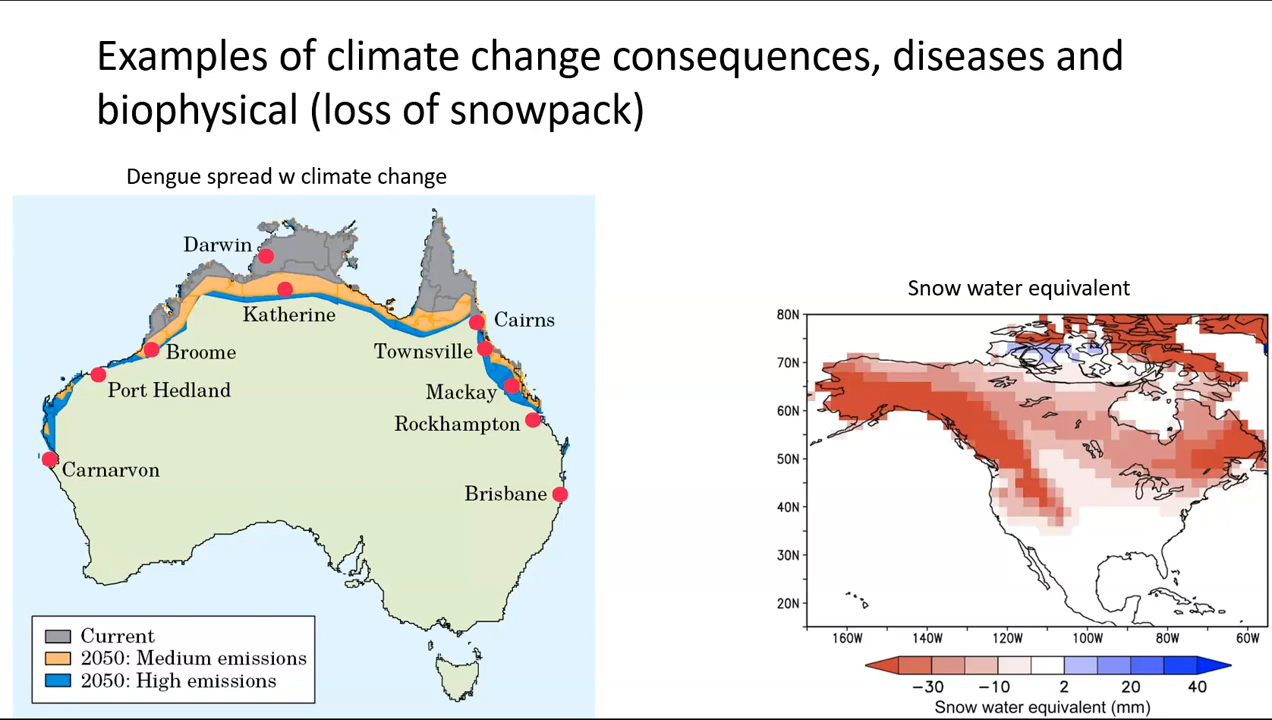 Examples of climate change consequences, diseases and
biophysical (loss of snowpack)
Dengue spread w climate change
Darwin
Katherine
Cairns
Broome
Townsville
Port Hedland
Mackay
Rockhampton
Carnarvon
Brisbane
Current
2050: Medium emissions
2050: High emissions
Snow water equivalent
80N
70N
60N
50N
40N
30N
20N
160W 140W 120W 100W 80W 60W
−30 −10 2 20 40
Snow water equivalent (mm)